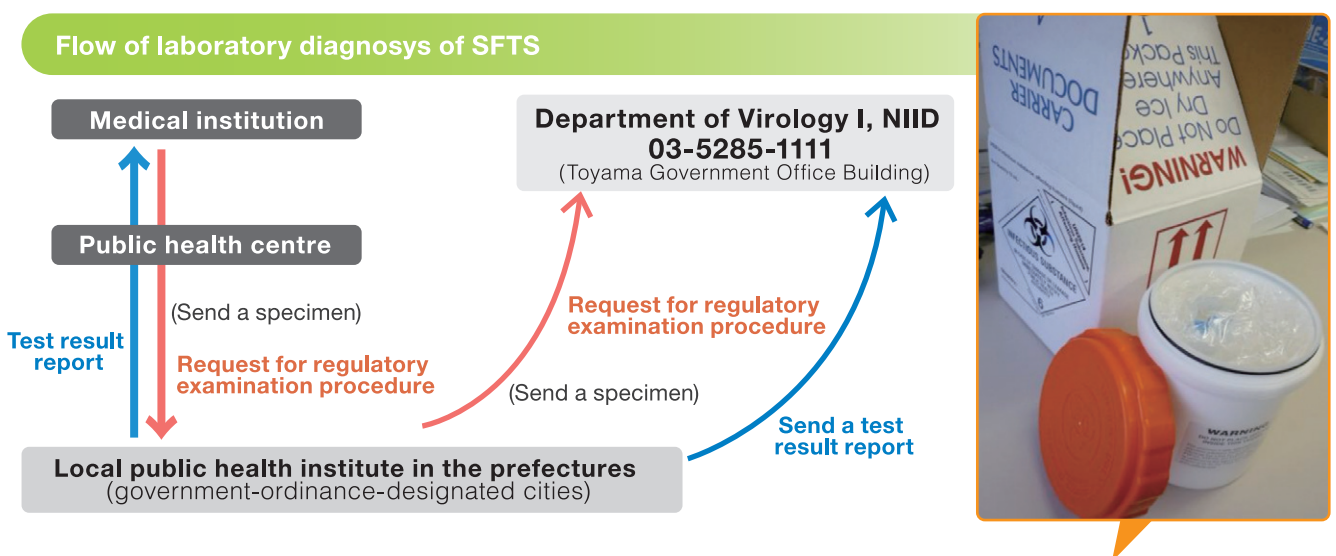 Flow of laboratory diagnosys of SFTS
Medical institution
Public health centre
(Send a specimen)
Test result
report
Request for regulatory
examination procedure
Local public health institute in the prefectures
(government-ordinance-designated cities)
Department of Virology I, NIID
03-5285-1111
(Toyama Government Office Building)
Request for regulatory
examination procedure
(Send a specimen)
Send a test
result report
CARRIER
DOCUMENTS
WARNING!
Do Not Place
Dry Ice
Anywhere
This Pack
INFECTIOUS SUBSTANCE
6
WARNING